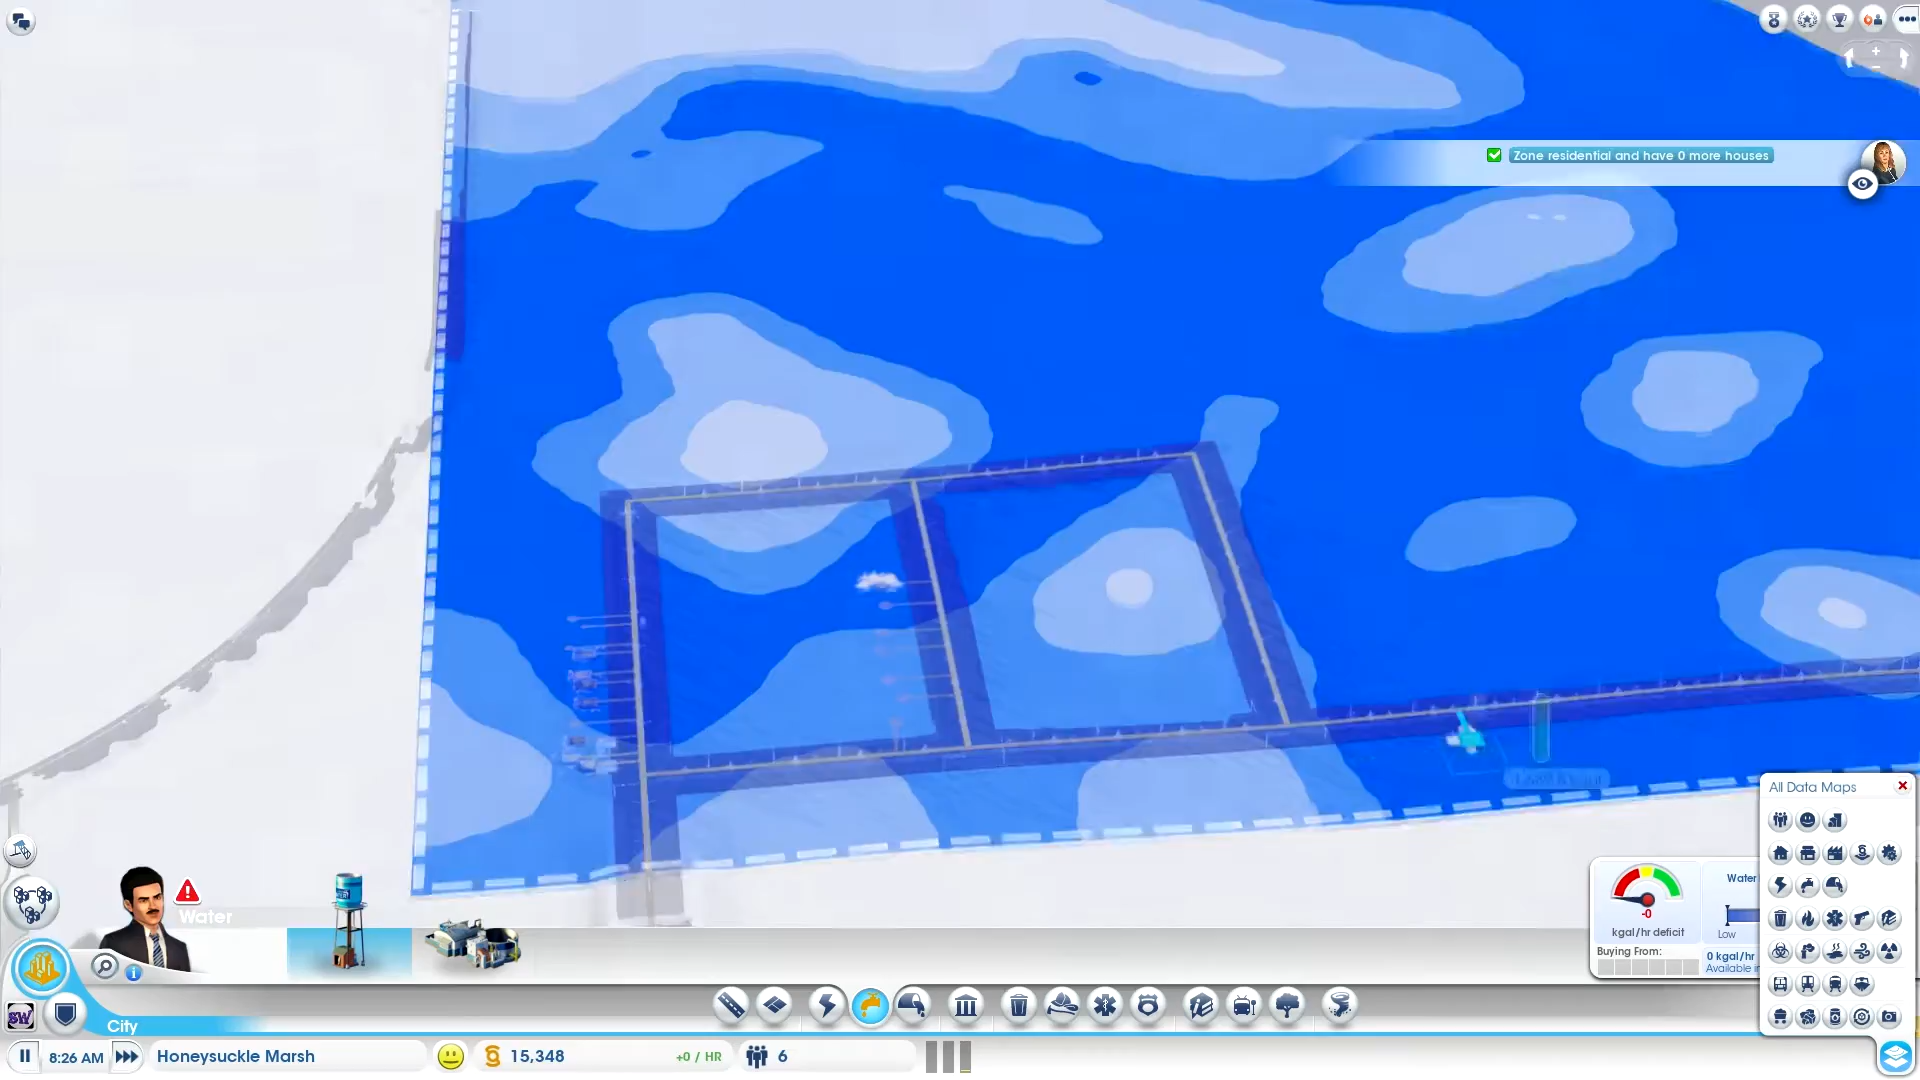 Zone residential and have 0 more houses
All Data Maps
Water
Water
-0
kgal/hr deficit
Low
Buying From:
0 kgal/hr
Available in
City
8:26 AM
Honeysuckle Marsh
15,348
+0 / HR
6